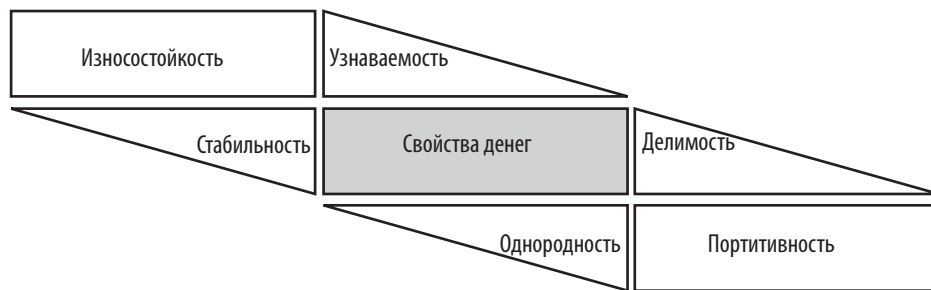 Износостойкость
Узнаваемость
Стабильность
Свойства денег
Делимость
Однородность
Портитивность